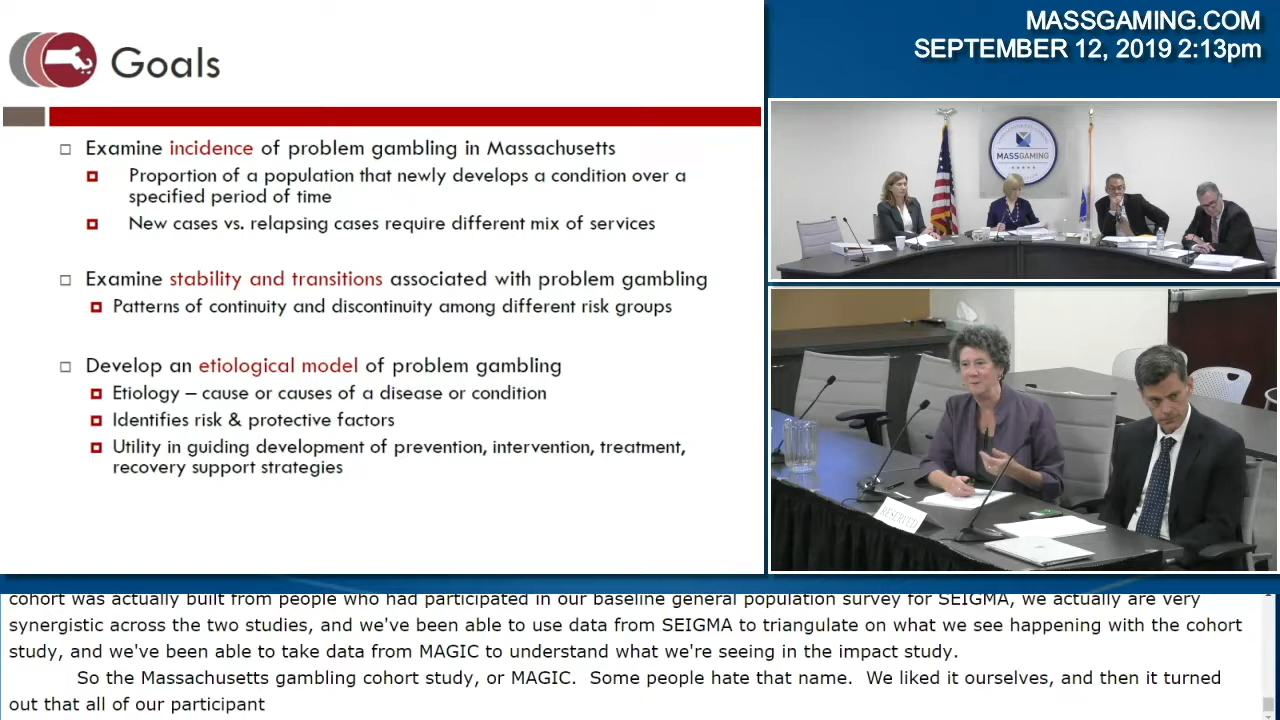 MASSGAMING.COM
SEPTEMBER 12, 2019 2:13pm
Goals
Examine incidence of problem gambling in Massachusetts
Proportion of a population that newly develops a condition over a
specified period of time
New cases vs. relapsing cases require different mix of services
Examine stability and transitions associated with problem gambling
Patterns of continuity and discontinuity among different risk groups
Develop an etiological model of problem gambling
Etiology – cause or causes of a disease or condition
Identifies risk & protective factors
Utility in guiding development of prevention, intervention, treatment,
recovery support strategies
MASSGAMING
RESERVED
cohort was actually built from people who had participated in our baseline general population survey for SEIGMA, we actually are very
synergistic across the two studies, and we've been able to use data from SEIGMA to triangulate on what we see happening with the cohort
study, and we've been able to take data from MAGIC to understand what we're seeing in the impact study.
So the Massachusetts gambling cohort study, or MAGIC. Some people hate that name. We liked it ourselves, and then it turned
out that all of our participant